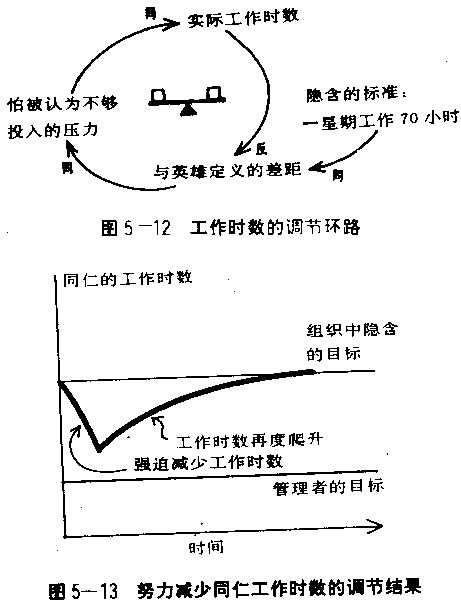 同
实际工作时数
怕被认为不够
投入的压力
隐含的标准：
一星期工作70小时
反
同
同
与英雄定义的差距
图5—12 工作时数的调节环路
同仁的工作时数
组织中隐含
的目标
工作时数再度爬升
强迫减少工作时数
管理者的目标
时间
图5—13 努力减少同仁工作时数的调节结果